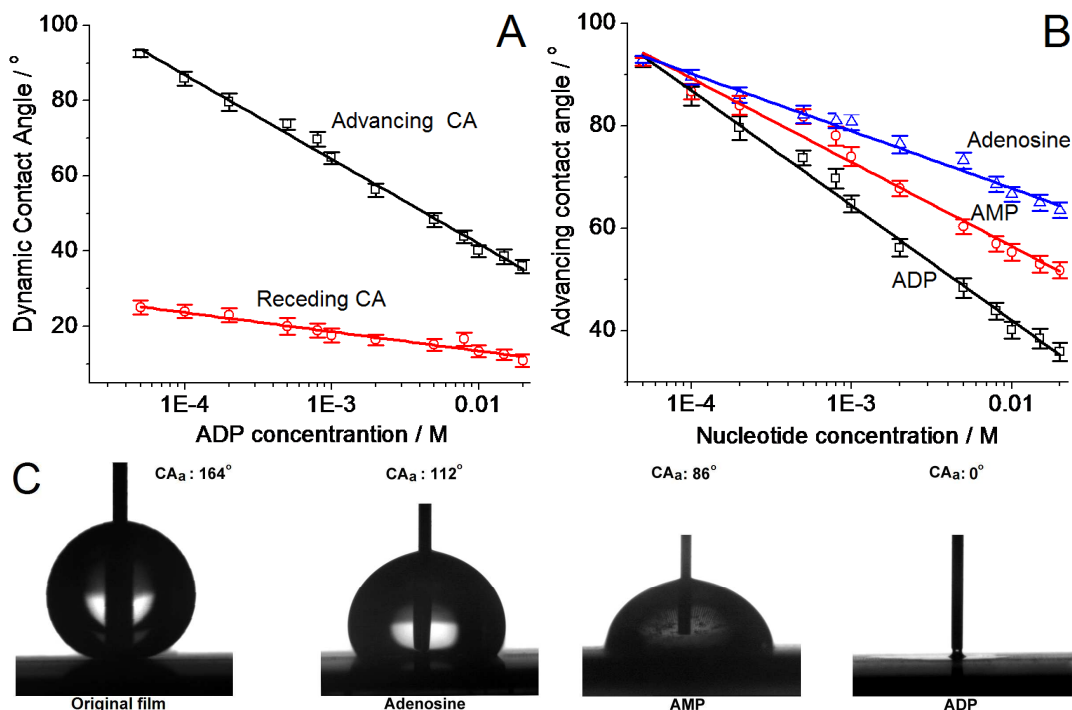 A
Dynamic Contact Angle / °
100
80
60
40
20
Advancing CA
Receding CA
1E-4
1E-3
0.01
ADP concentrantion / M
B
Advancing contact angle / °
100
80
60
40
Adenosine
AMP
ADP
1E-4
1E-3
0.01
Nucleotide concentration / M
C
CAa : 164°
CAa : 112°
CAa: 86°
CAa: 0°
Original film
Adenosine
AMP
ADP